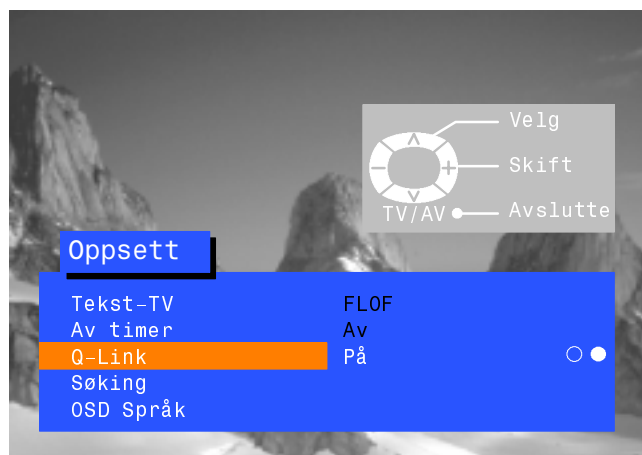 Velg
Skift
TV/AV Avslutte
Oppsett
Tekst-TV FLOF
Av timer Av
Q-Link På
Søking
OSD Språk